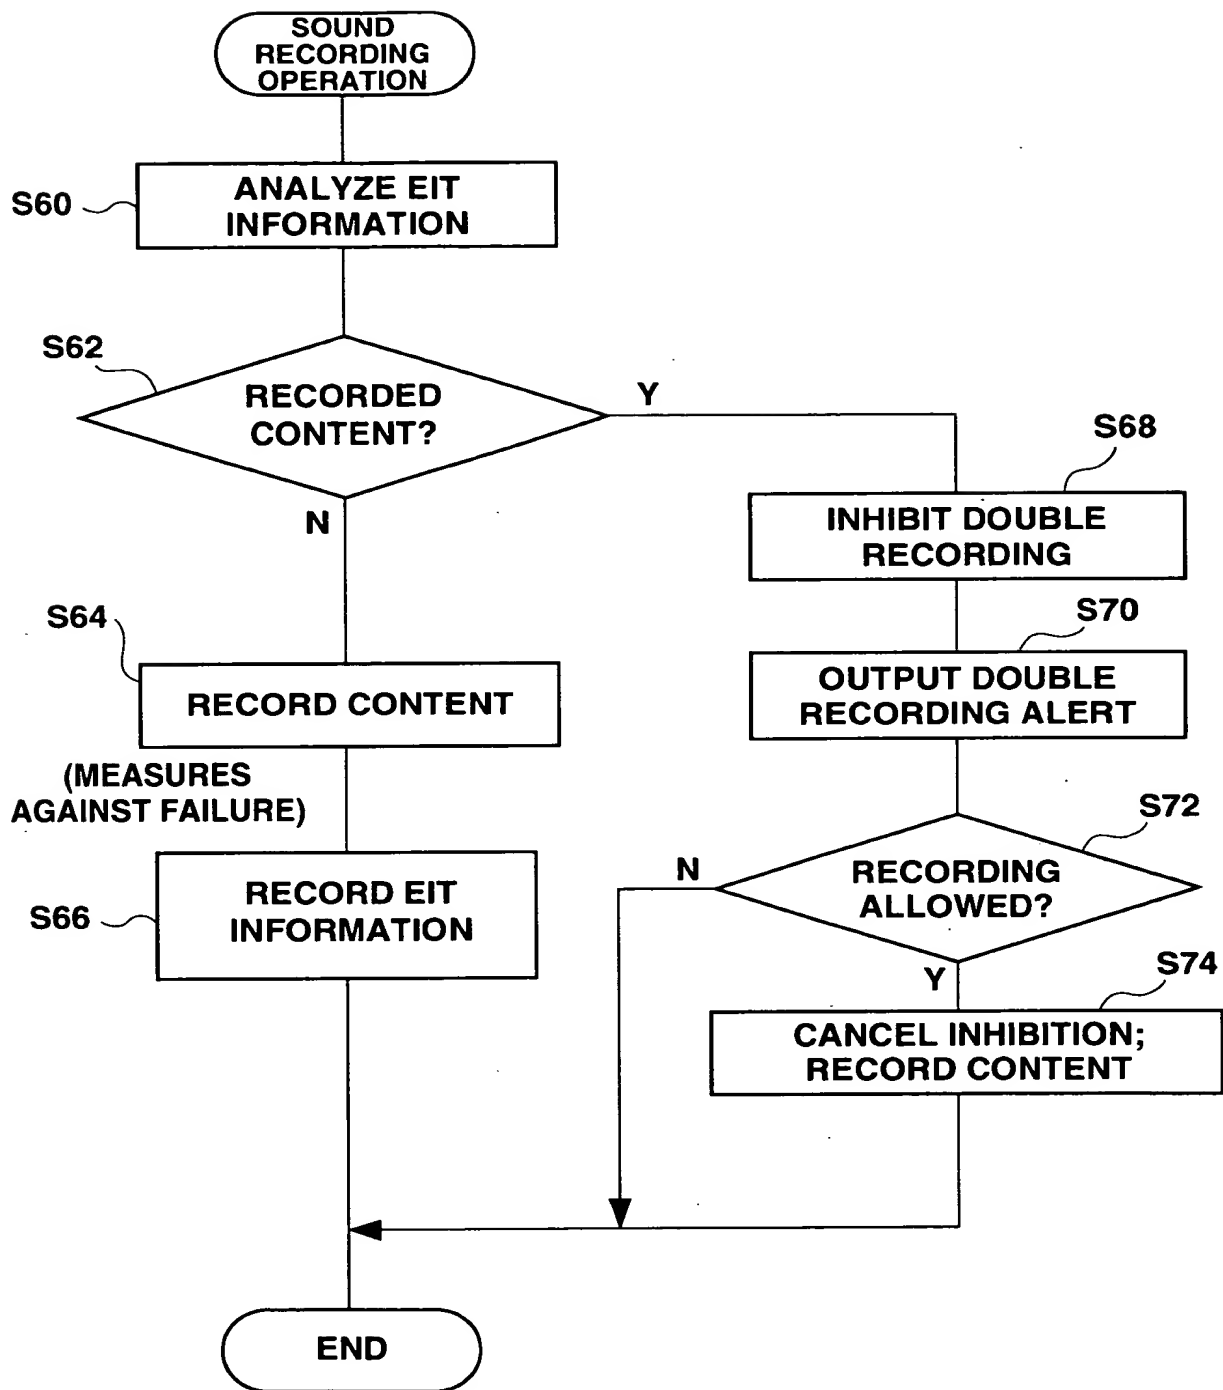 SOUND
RECORDING
OPERATION
S60
ANALYZE EIT
INFORMATION
S62
RECORDED
CONTENT?
Y
N
S68
INHIBIT DOUBLE
RECORDING
S64
RECORD CONTENT
S70
OUTPUT DOUBLE
RECORDING ALERT
(MEASURES
AGAINST FAILURE)
S66
RECORD EIT
INFORMATION
S72
RECORDING
ALLOWED?
N
Y
S74
CANCEL INHIBITION;
RECORD CONTENT
END